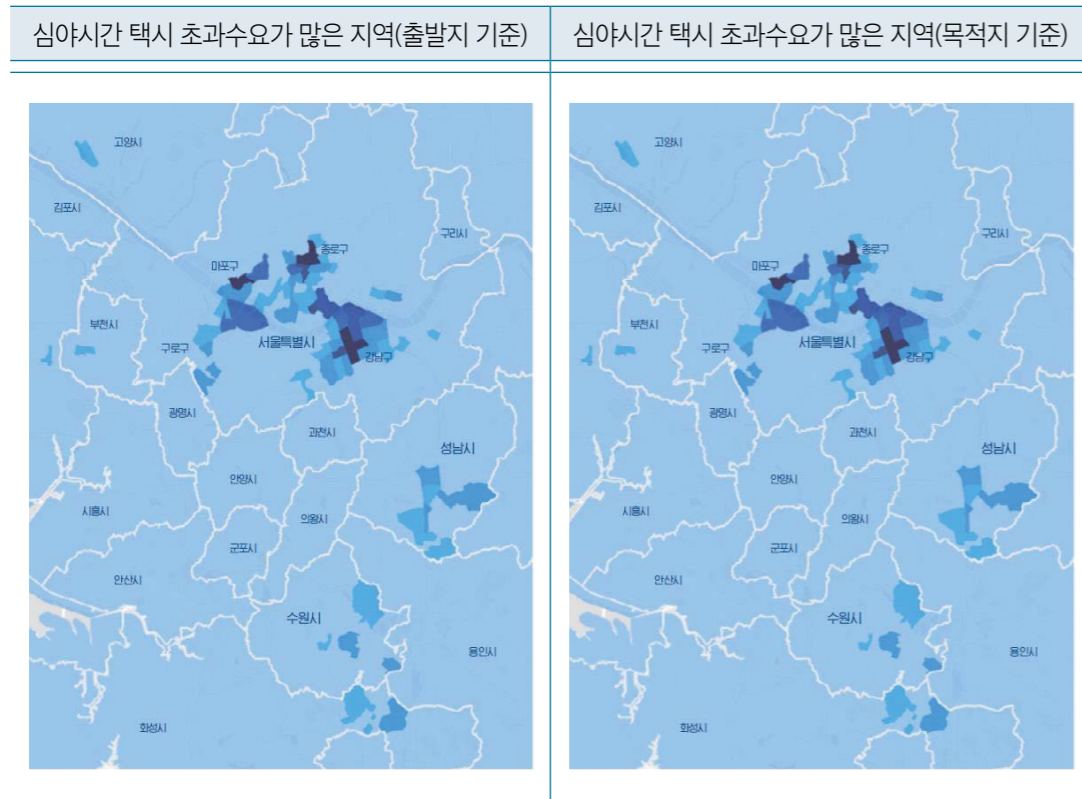 심야시간 택시 초과수요가 많은 지역(출발지 기준)
심야시간 택시 초과수요가 많은 지역(목적지 기준)
고양시
김포시
구리시
종로구
마포구
부천시
구로구
서울특별시
강남구
광명시
과천시
성남시
안양시
시흥시
의왕시
군포시
안산시
수원시
용인시
화성시
고양시
김포시
구리시
종로구
마포구
부천시
구로구
서울특별시
강남구
광명시
과천시
성남시
안양시
시흥시
의왕시
군포시
안산시
수원시
용인시
화성시